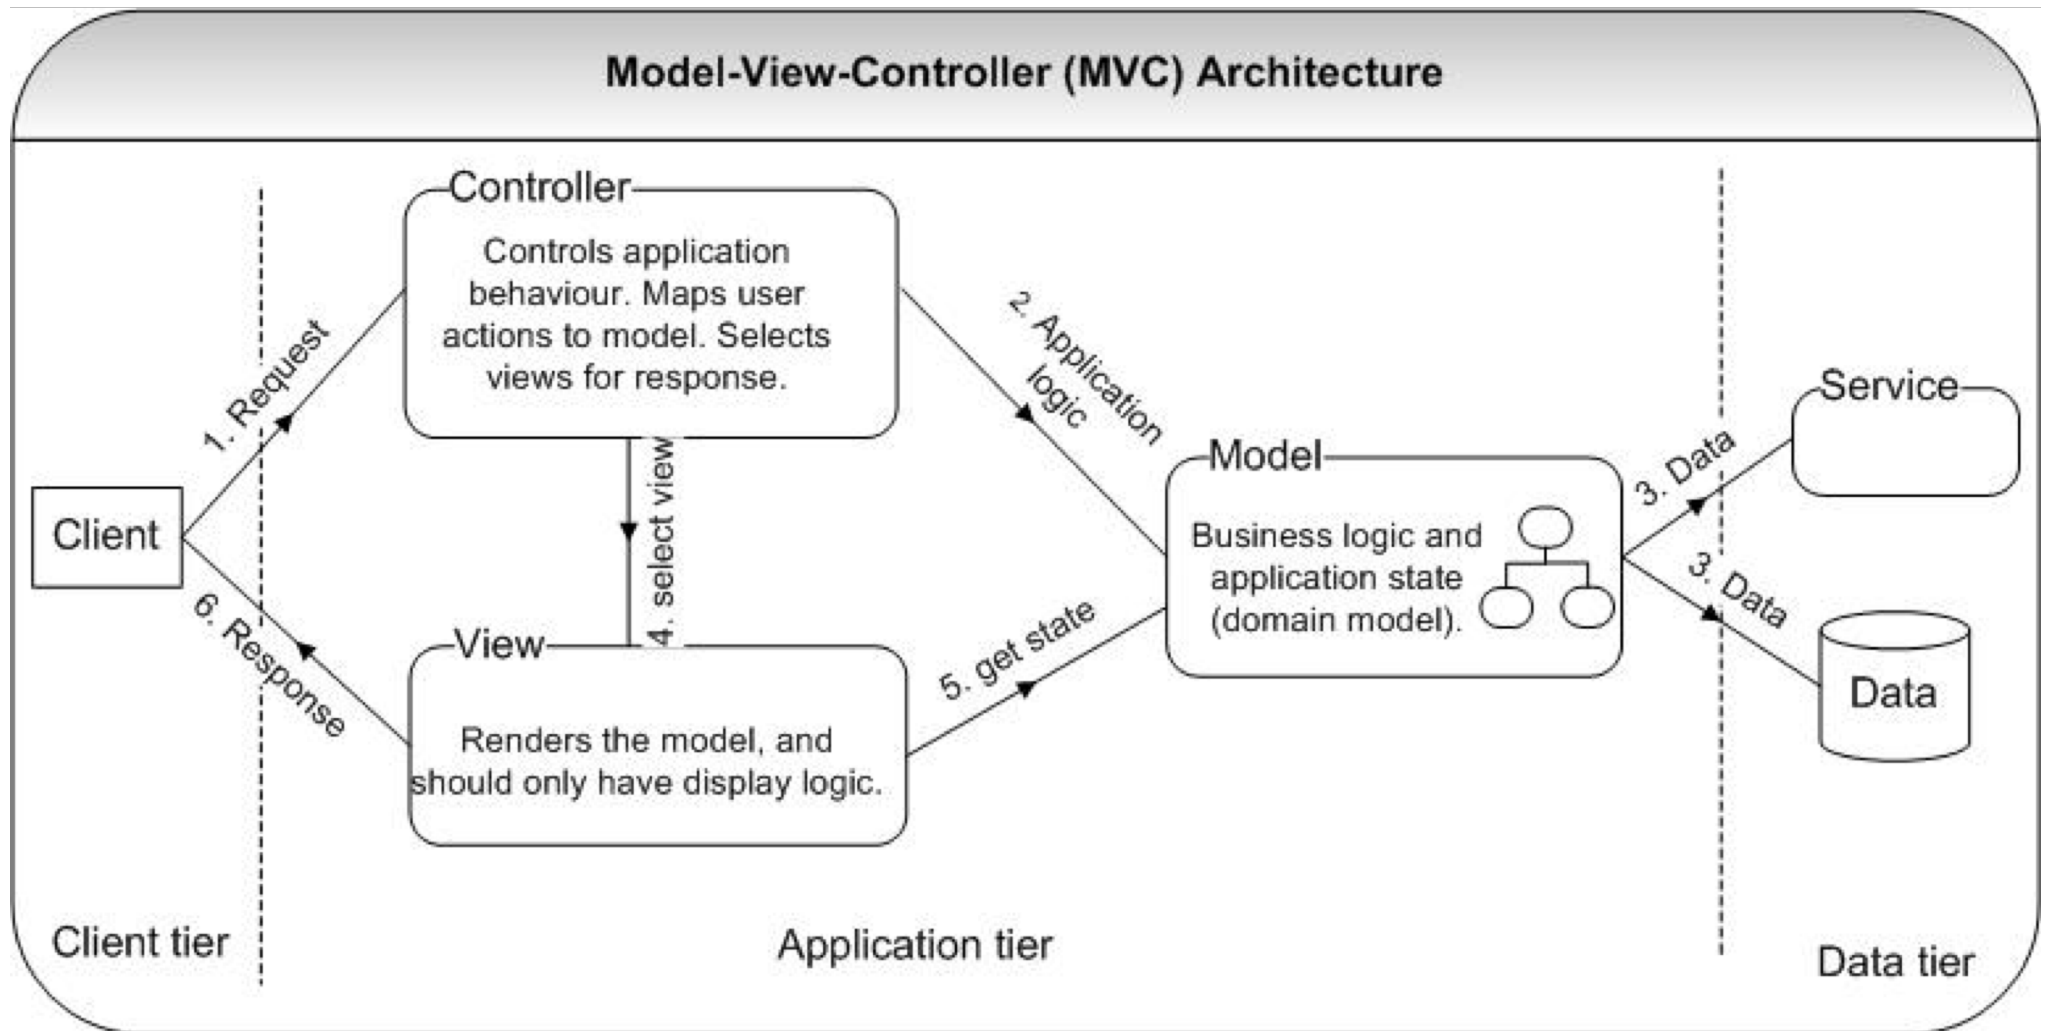 Model-View-Controller (MVC) Architecture
Controller
Controls application
behaviour. Maps user
actions to model. Selects
views for response.
1. Request
2. Application
logic
Service
3. Data
Model
Business logic and
application state
(domain model).
Client
4. select view
3. Data
Data
6. Response
View
Renders the model, and
should only have display logic.
5. get state
Client tier
Application tier
Data tier